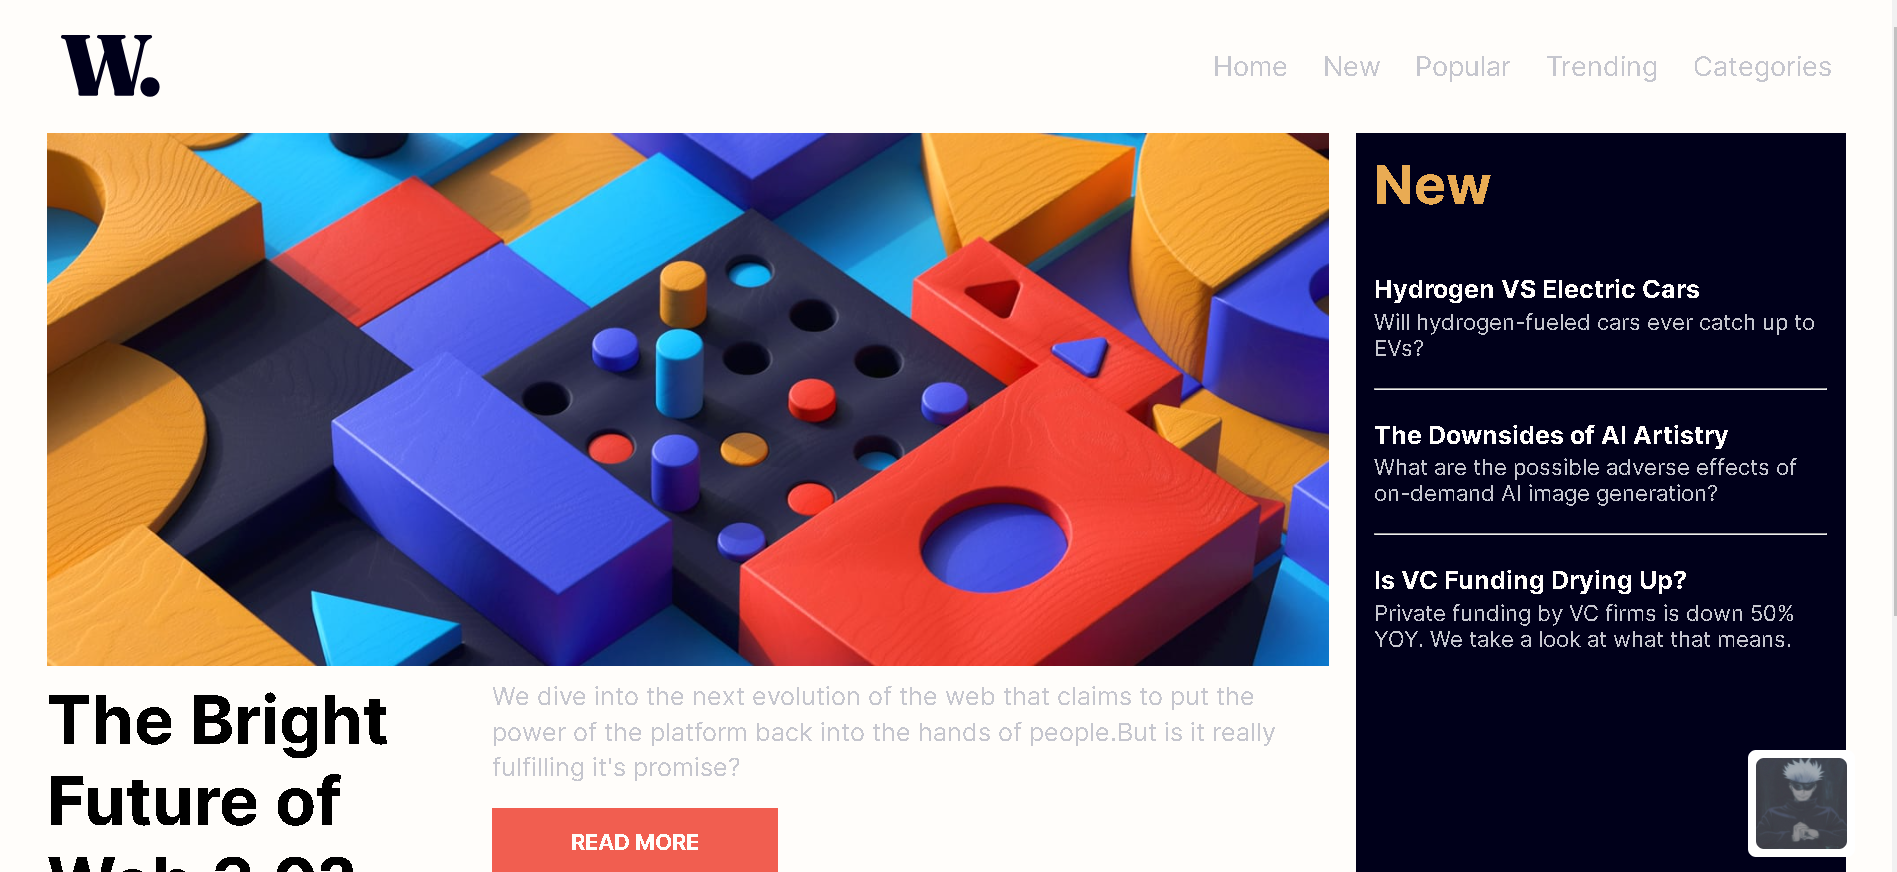 W.
Home New Popular Trending Categories
New
Hydrogen VS Electric Cars
Will hydrogen-fueled cars ever catch up to
EVs?
The Downsides of AI Artistry
What are the possible adverse effects of
on-demand AI image generation?
Is VC Funding Drying Up?
Private funding by VC firms is down 50%
YOY. We take a look at what that means.
The Bright
Future of
Web 3.0?
We dive into the next evolution of the web that claims to put the
power of the platform back into the hands of people.But is it really
fulfilling it's promise?
READ MORE